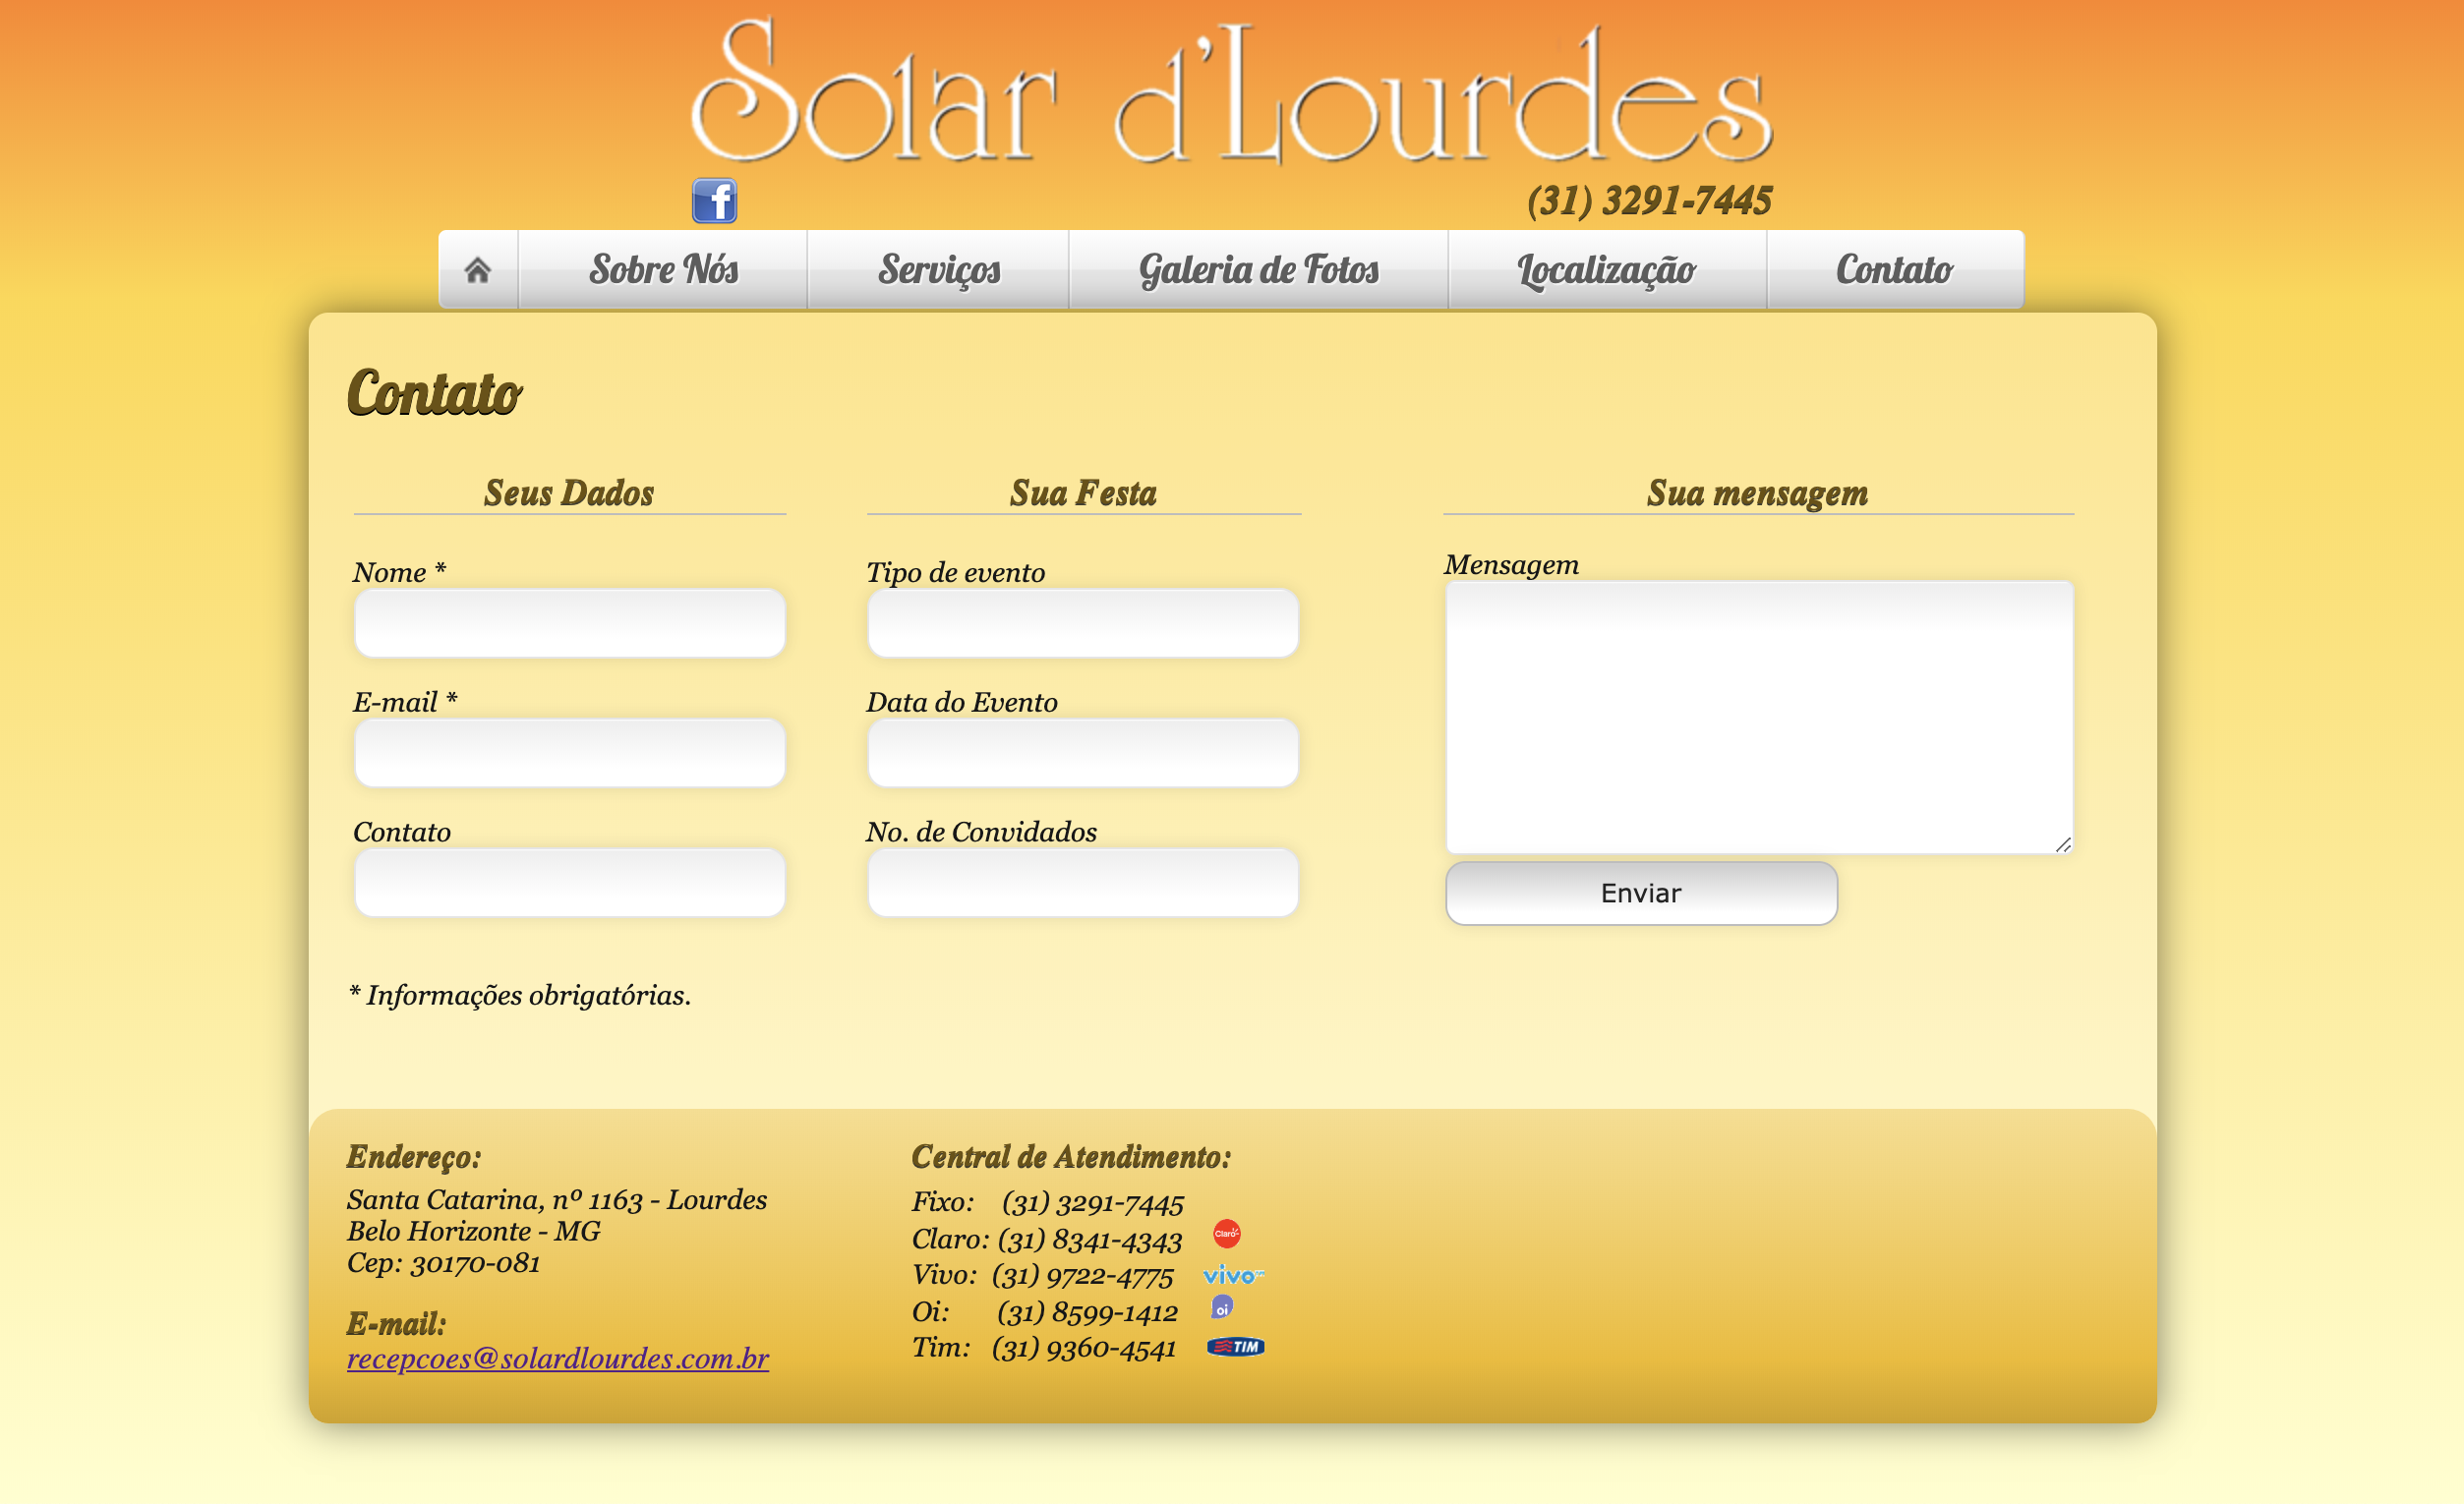 Solar d'Lourdes
(31) 3291-7445
Sobre Nós
Serviços
Galeria de Fotos
Localização
Contato
Contato
Seus Dados
Nome *
E-mail *
Contato
Sua Festa
Tipo de evento
Data do Evento
No. de Convidados
Sua mensagem
Mensagem
Enviar
* Informações obrigatórias.
Endereço:
Santa Catarina, nº 1163 - Lourdes
Belo Horizonte - MG
Cep: 30170-081
E-mail:
recepcoes@solardlourdes.com.br
Central de Atendimento:
Fixo: (31) 3291-7445
Claro: (31) 8341-4343 Claro
Vivo: (31) 9722-4775 vivo
Oi: (31) 8599-1412 oi
Tim: (31) 9360-4541 TIM